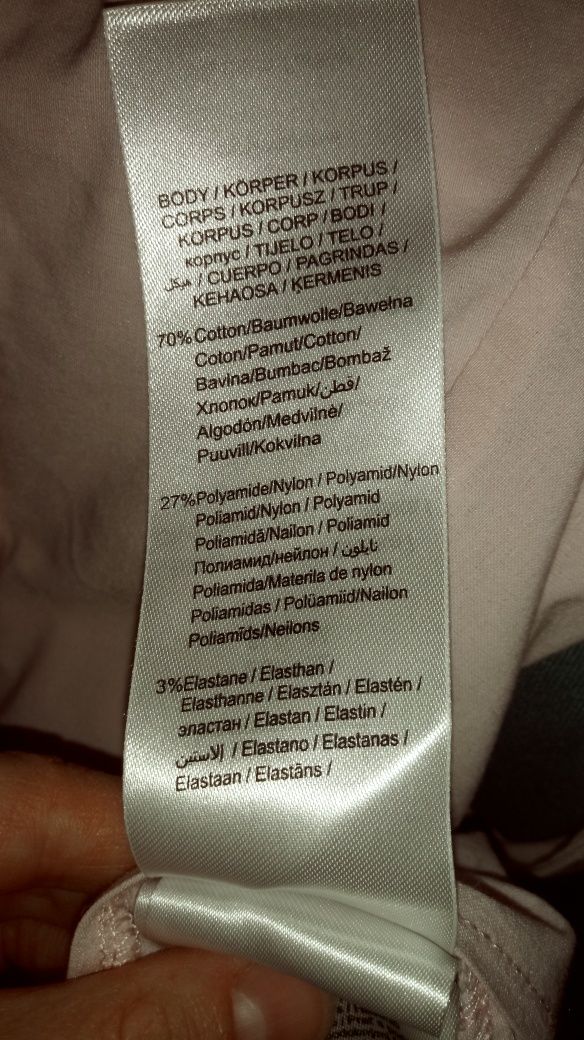 BODY / KÖRPER / KORPUS /
CORPS / KORPUSZ / TRUP /
KORPUS / CORP / BODI /
корпус / TIJELO / TELO /
هيكل / CUERPO / PAGRINDAS /
KEHAOSA / ĶERMENIS
70%Cotton/Baumwolle/Bawełna
Coton/Pamut/Cotton/
Bavlna/Bumbac/Bombaž
Хлопок/Pamuk/قطن/
Algodón/Medvilnė/
Puuvill/Kokvilna
27%Polyamide/Nylon / Polyamid/Nylon
Poliamid/Nylon / Polyamid
Poliamidă/Nailon / Poliamid
Полиамид/нейлон / نايلون
Poliamida/Materila de nylon
Poliamidas / Polüamiid/Nailon
Poliamīds/Neilons
3%Elastane / Elasthan /
Elasthanne / Elasztán / Elastén /
эластан / Elastan / Elastin /
الاستين / Elastano / Elastanas /
Elastaan / Elastāns /